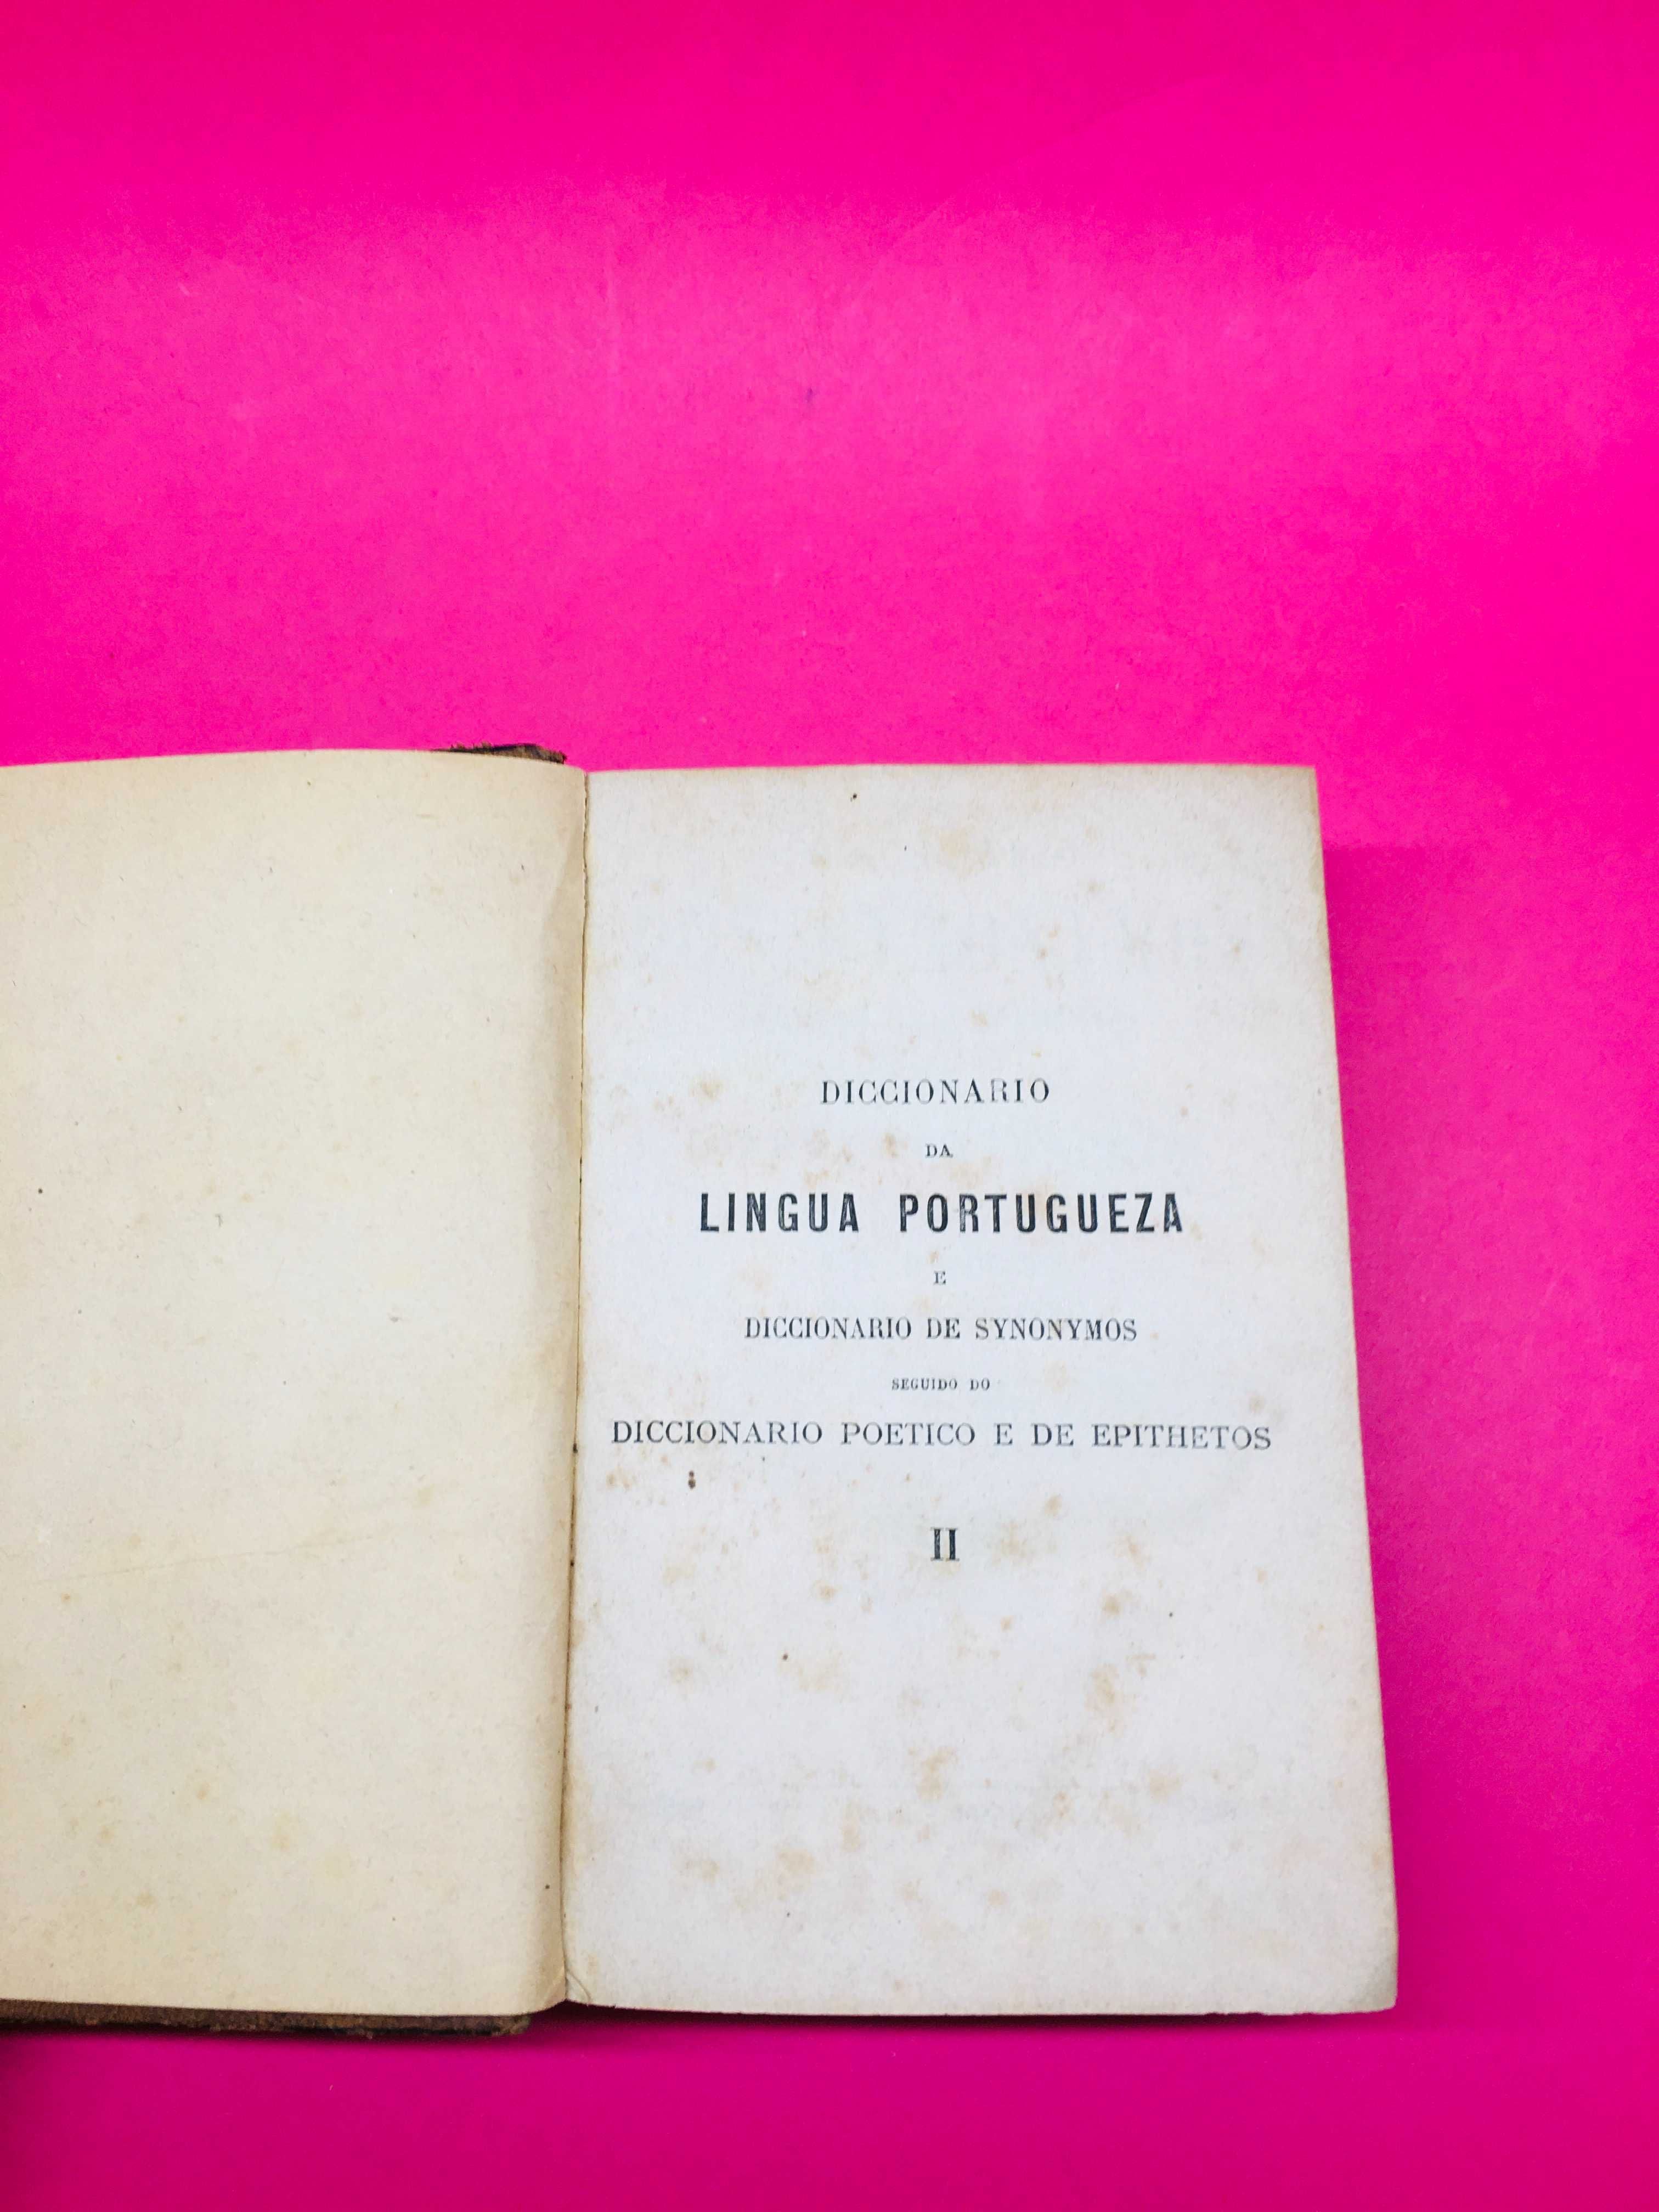 DICCIONARIO
DA
LINGUA PORTUGUEZA
E
DICCIONARIO DE SYNONYMOS
SEGUIDO DO
DICCIONARIO POETICO E DE EPITHETOS
II